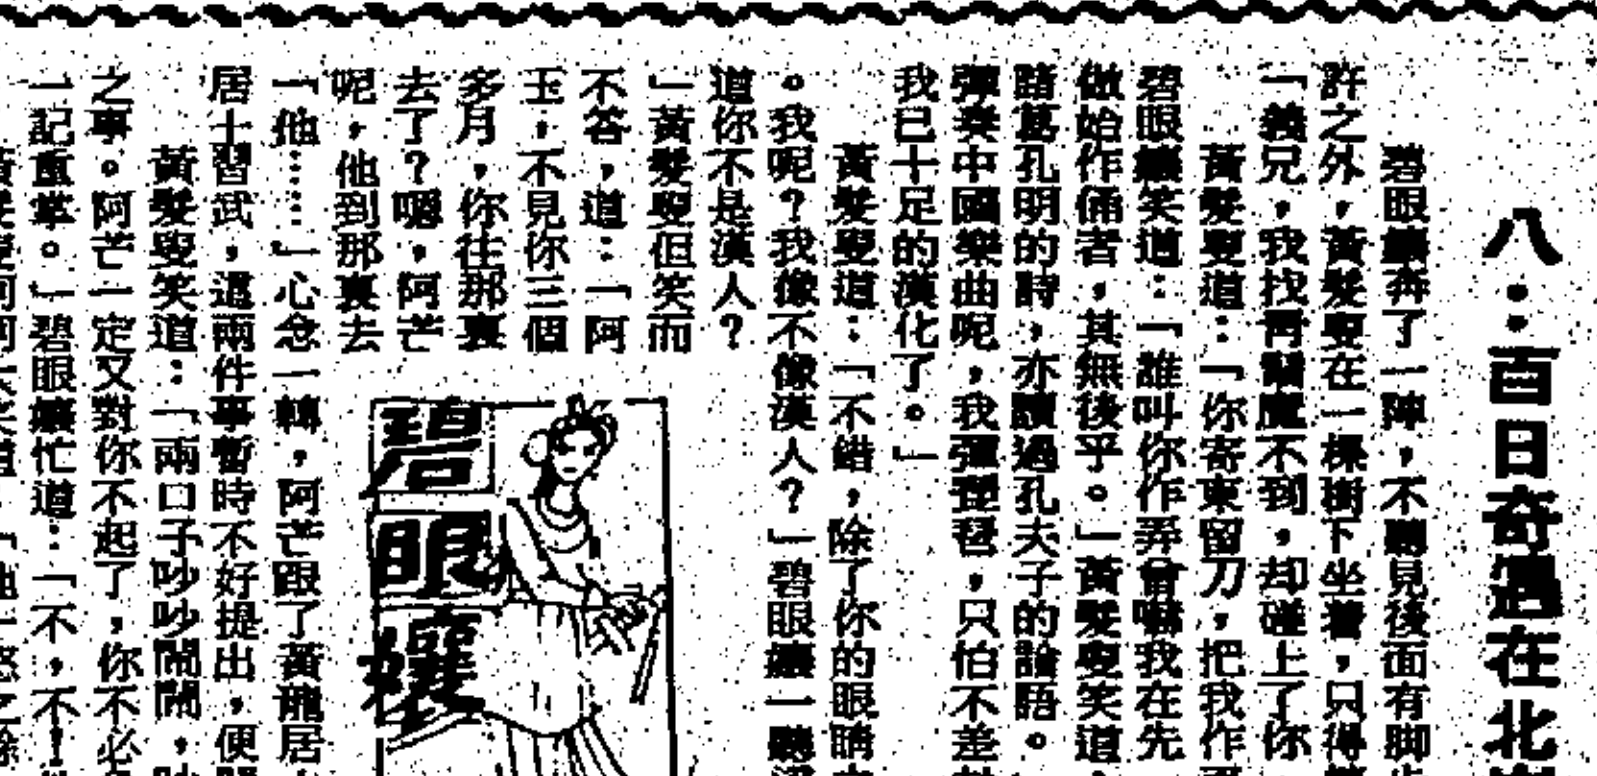 八·百日奇遇在北
碧眼孃奔了一陣，不聽見後面有脚步
許之外，黃髮叟在一棵樹下坐着，只得
「義兄，我找再醜魔不到，却碰上了你
黃髮叟道：「你寄柬留刀，把我作
碧眼孃笑道：「誰叫你作弄會嚇我在先
做始作俑者，其無後乎。」黃髮叟笑道
諸葛孔明的詩，亦讀過孔夫子的論語。
彈奏中國樂曲呢，我彈琵琶，只怕不差
我已十足的漢化了。」
黃髮叟道：「不錯，除了你的眼睛
。我呢？我像不像漢人？」碧眼孃一聽
道你不是漢人？
」黃髮叟但笑而
不答，道：「阿
玉，不見你三個
多月，你往那裏
去了？嗯，阿芒
呢，他到那裏去
「他……」心念一轉，阿芒跟了黃龍居
居士習武，這兩件事暫時不好提出，便
黃髮叟笑道：「兩口子吵吵鬧鬧，
之事。阿芒一定又對你不起了，你不必
一記重掌。」碧眼孃忙道：「不，不！
碧眼孃